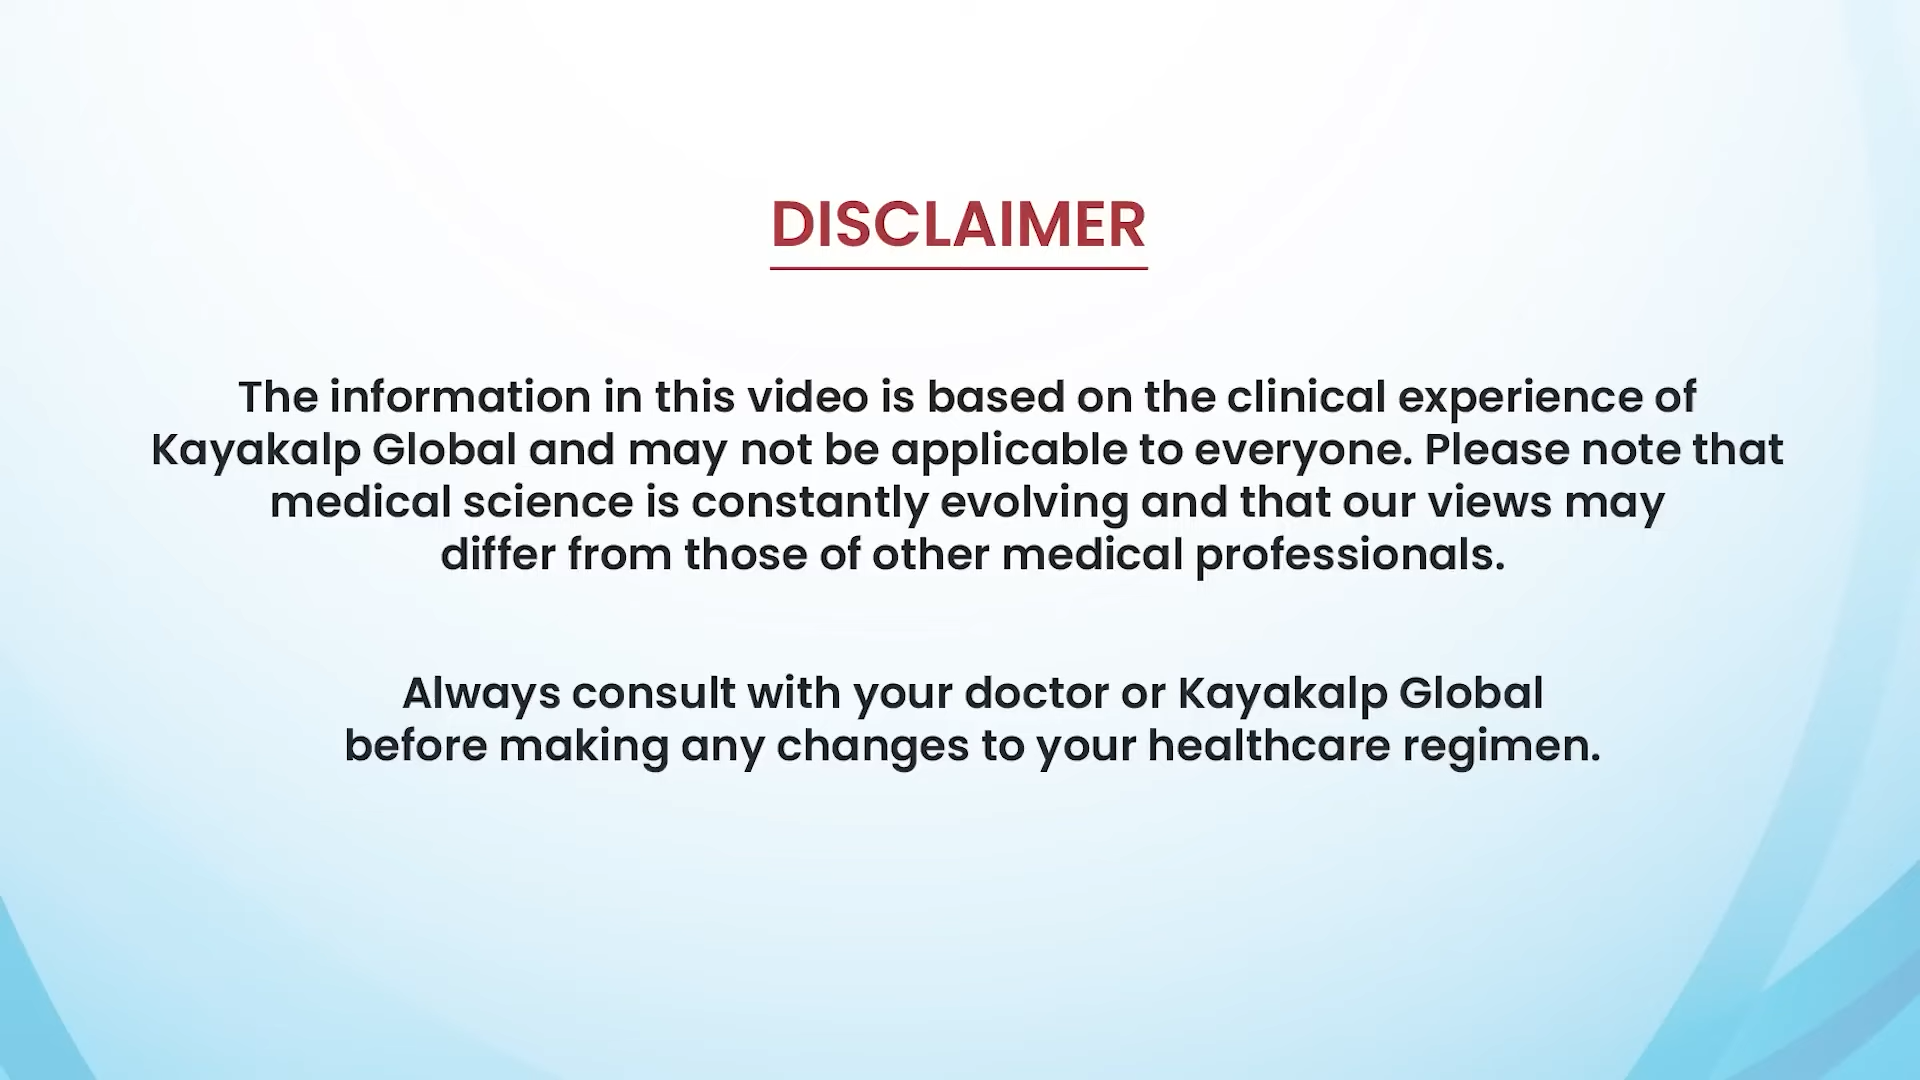 DISCLAIMER
The information in this video is based on the clinical experience of
Kayakalp Global and may not be applicable to everyone. Please note that
medical science is constantly evolving and that our views may
differ from those of other medical professionals.
Always consult with your doctor or Kayakalp Global
before making any changes to your healthcare regimen.